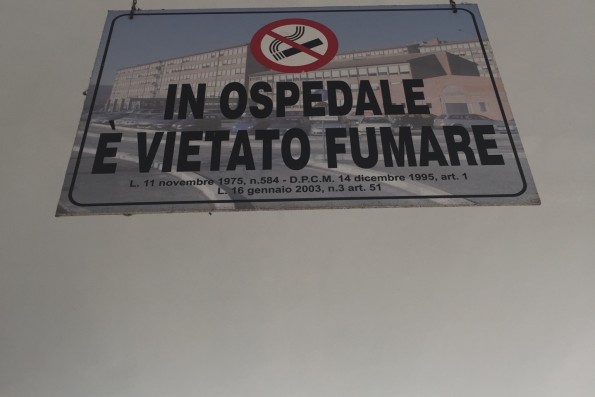 IN OSPEDALE
È VIETATO FUMARE
L. 11 novembre 1975, n.584 - D.P.C.M. 14 dicembre 1995, art. 1
L. 16 gennaio 2003, n.3 art. 51